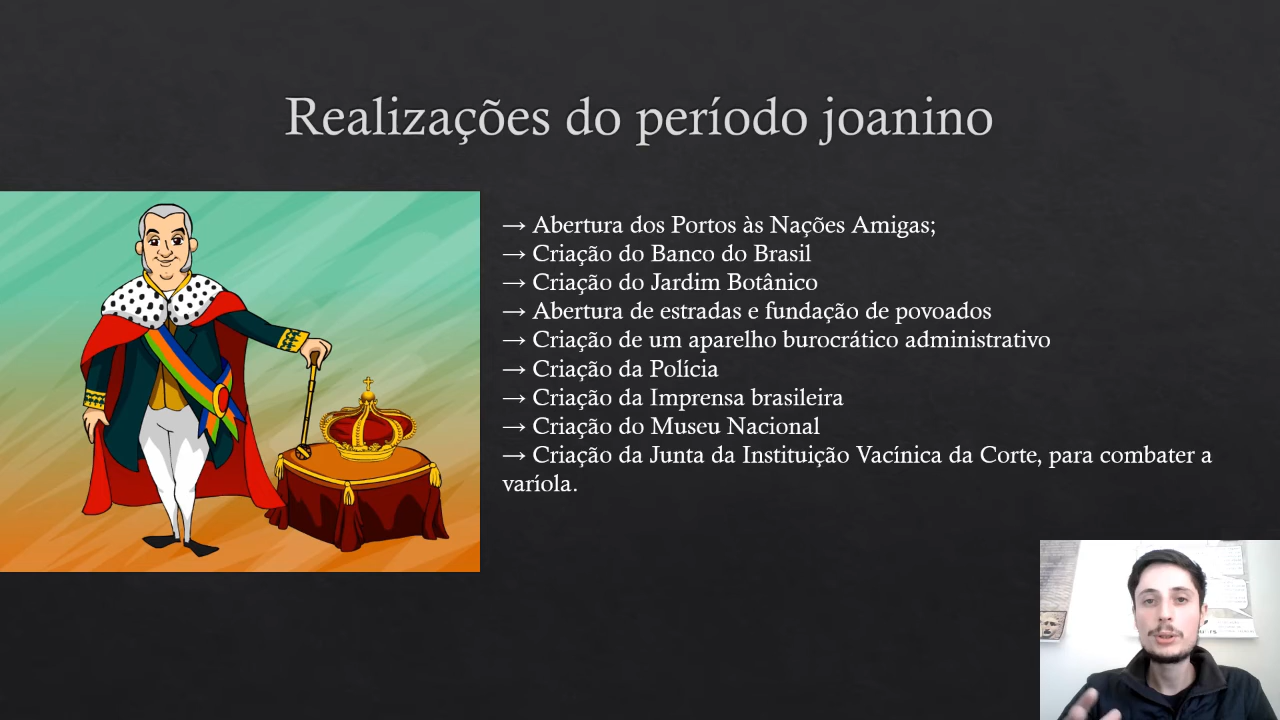 Realizações do período joanino
→ Abertura dos Portos às Nações Amigas;
→ Criação do Banco do Brasil
→ Criação do Jardim Botânico
→ Abertura de estradas e fundação de povoados
→ Criação de um aparelho burocrático administrativo
→ Criação da Polícia
→ Criação da Imprensa brasileira
→ Criação do Museu Nacional
→ Criação da Junta da Instituição Vacínica da Corte, para combater a
varíola.